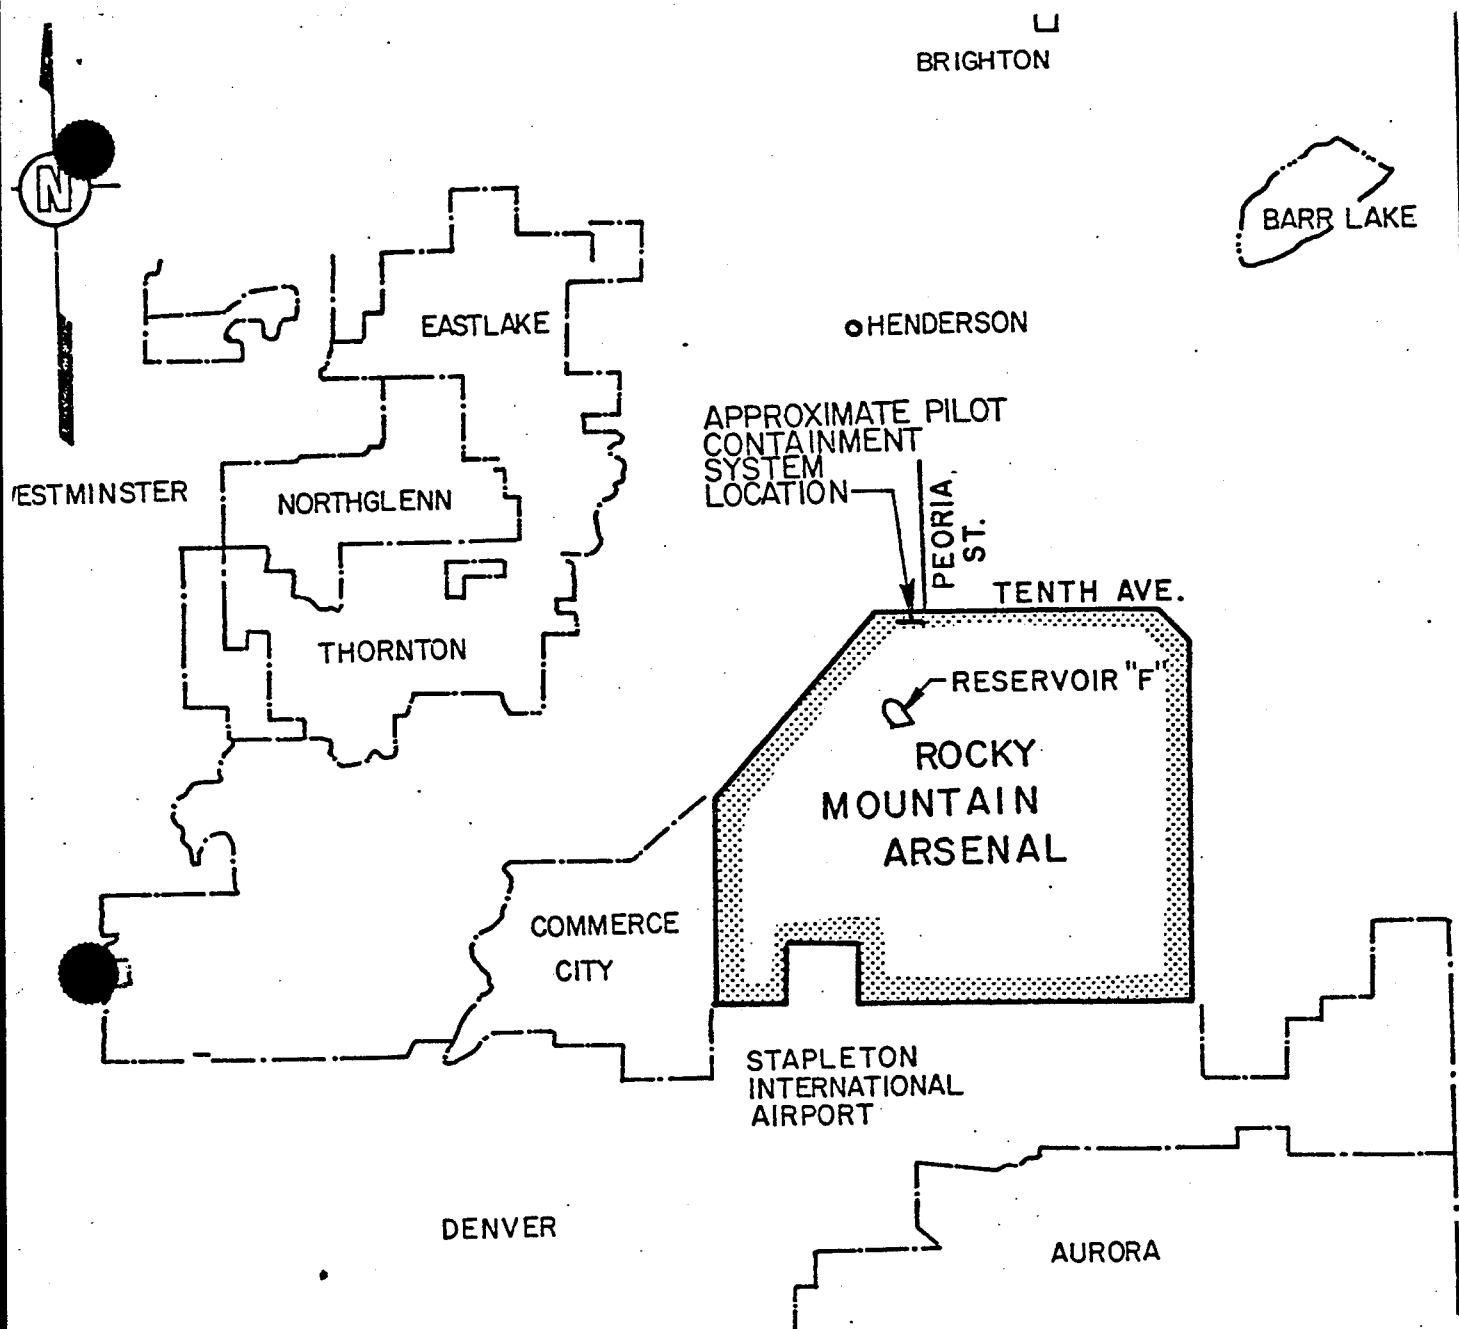 BRIGHTON
N
BARR LAKE
EASTLAKE
HENDERSON
APPROXIMATE PILOT
CONTAINMENT
SYSTEM
LOCATION
PEORIA
ST.
ESTMINSTER
NORTHGLENN
TENTH AVE.
THORNTON
RESERVOIR "F"
ROCKY
MOUNTAIN
ARSENAL
COMMERCE
CITY
STAPLETON
INTERNATIONAL
AIRPORT
DENVER
AURORA